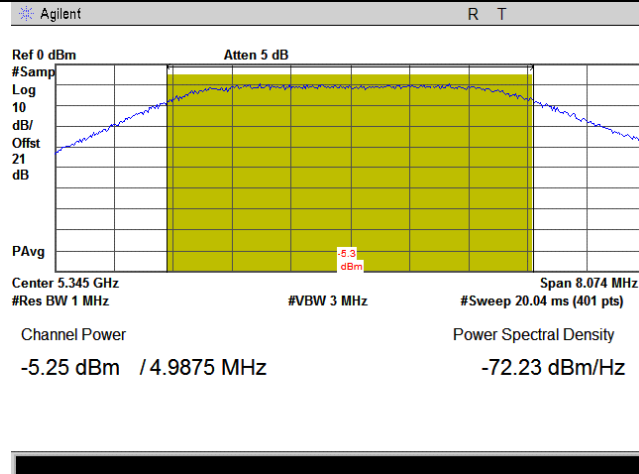 Agilent R T
Ref 0 dBm Atten 5 dB
#Samp
Log
10
dB/
Offst
21
dB
PAvg
-5.3
dBm
Center 5.345 GHz Span 8.074 MHz
#Res BW 1 MHz #VBW 3 MHz #Sweep 20.04 ms (401 pts)
Channel Power Power Spectral Density
-5.25 dBm / 4.9875 MHz -72.23 dBm/Hz